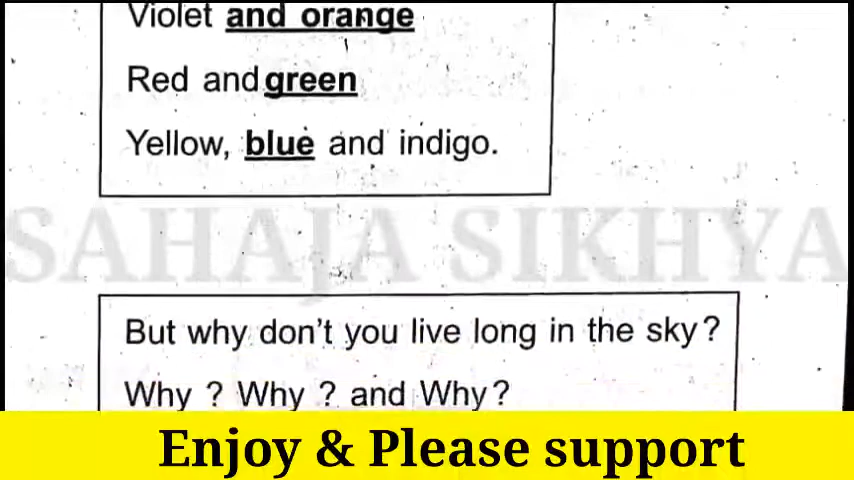 Violet and orange
Red and green
Yellow, blue and indigo.
SAHAJA SIKHYA
But why don't you live long in the sky?
Why ? Why ? and Why?
Enjoy & Please support